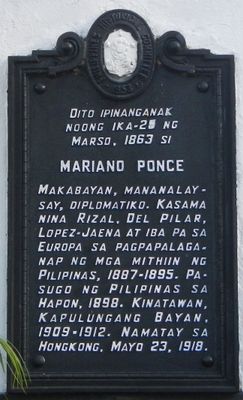 DITO IPINANGANAK
NOONG IKA-2 NG
MARSO, 1863 SI
MARIANO PONCE
MAKABAYAN, MANANALAY-
SAY, DIPLOMATIKO. KASAMA
NINA RIZAL, DEL PILAR,
LOPEZ-JAENA AT IBA PA SA
EUROPA SA PAGPAPALAGA-
NAP NG MGA MITHIIN NG
PILIPINAS, 1887-1895. PA-
SUGO NG PILIPINAS SA
HAPON, 1898. KINATAWAN,
KAPULUNGANG BAYAN,
1909-1912. NAMATAY SA
HONGKONG, MAYO 23, 1918.